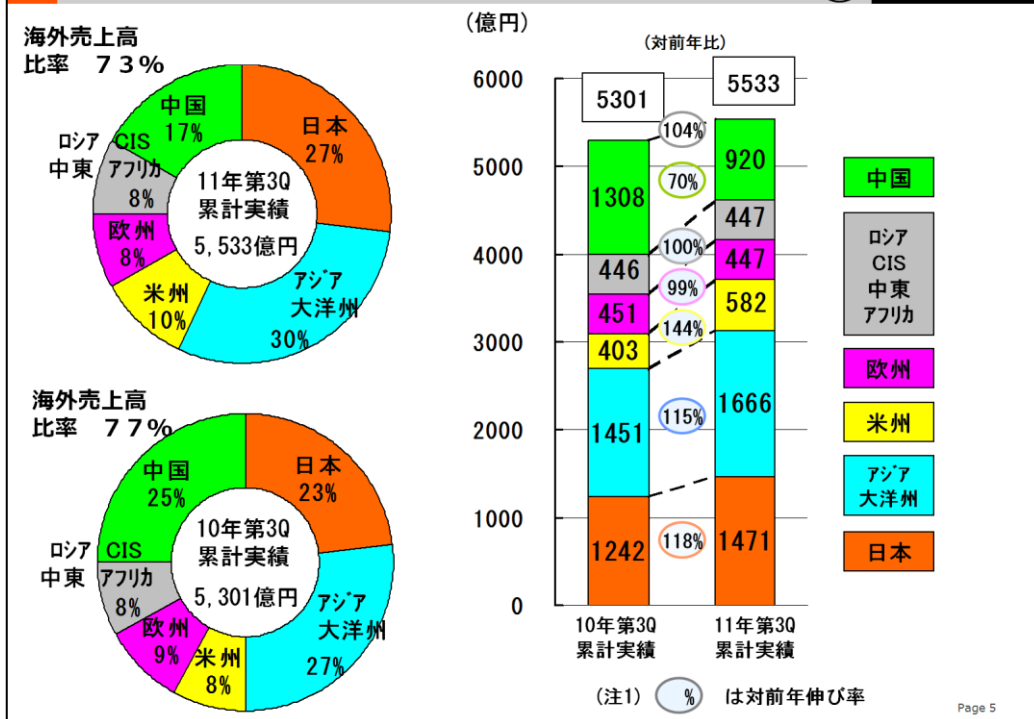 海外売上高
比率 73%
中国
17%
日本
27%
ロシア CIS
中東 アフリカ
8%
11年第3Q
累計実績
5,533億円
欧州
8%
米州
10%
アジア
大洋州
30%
海外売上高
比率 77%
中国
25%
日本
23%
ロシア CIS
中東 アフリカ
8%
10年第3Q
累計実績
5,301億円
欧州
9%
米州
8%
アジア
大洋州
27%
(億円)
(対前年比)
6000
5000
4000
3000
2000
1000
0
5301
1308
446
451
403
1451
1242
104%
70%
100%
99%
144%
115%
118%
5533
920
447
447
582
1666
1471
10年第3Q
累計実績
11年第3Q
累計実績
中国
ロシア
CIS
中東
アフリカ
欧州
米州
アジア
大洋州
日本
(注1) % は対前年伸び率
Page 5